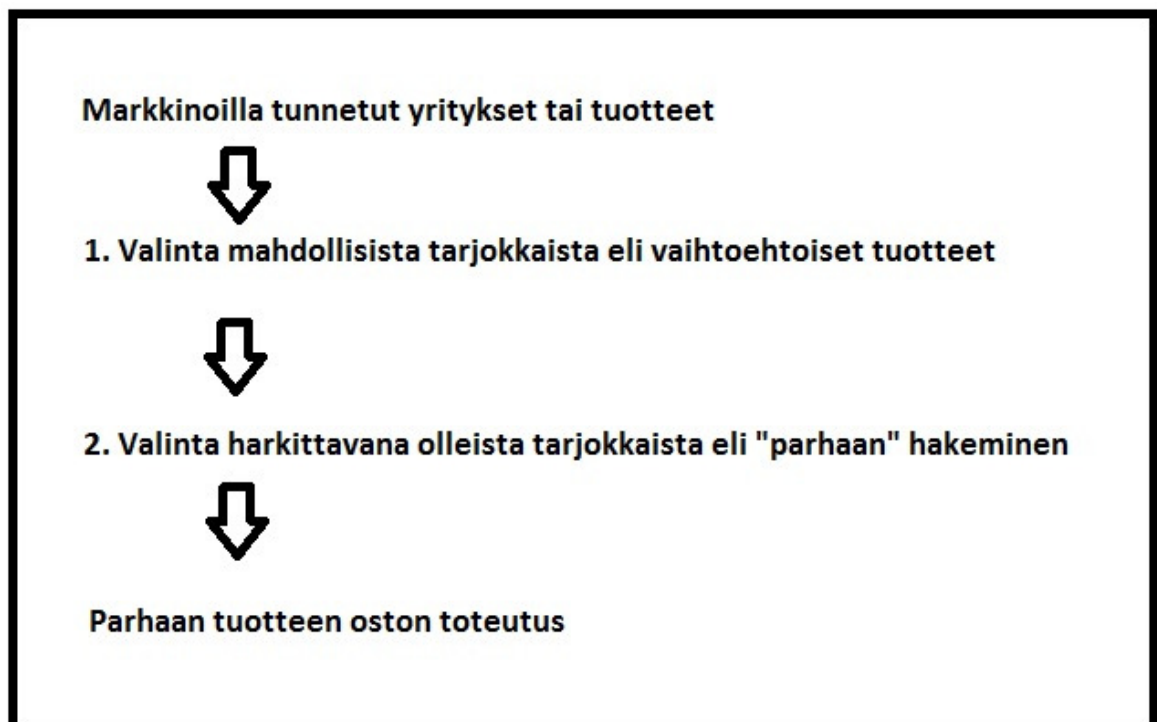 Markkinoilla tunnetut yritykset tai tuotteet
1. Valinta mahdollisista tarjokkaista eli vaihtoehtoiset tuotteet
2. Valinta harkittavana olleista tarjokkaista eli "parhaan" hakeminen
Parhaan tuotteen oston toteutus